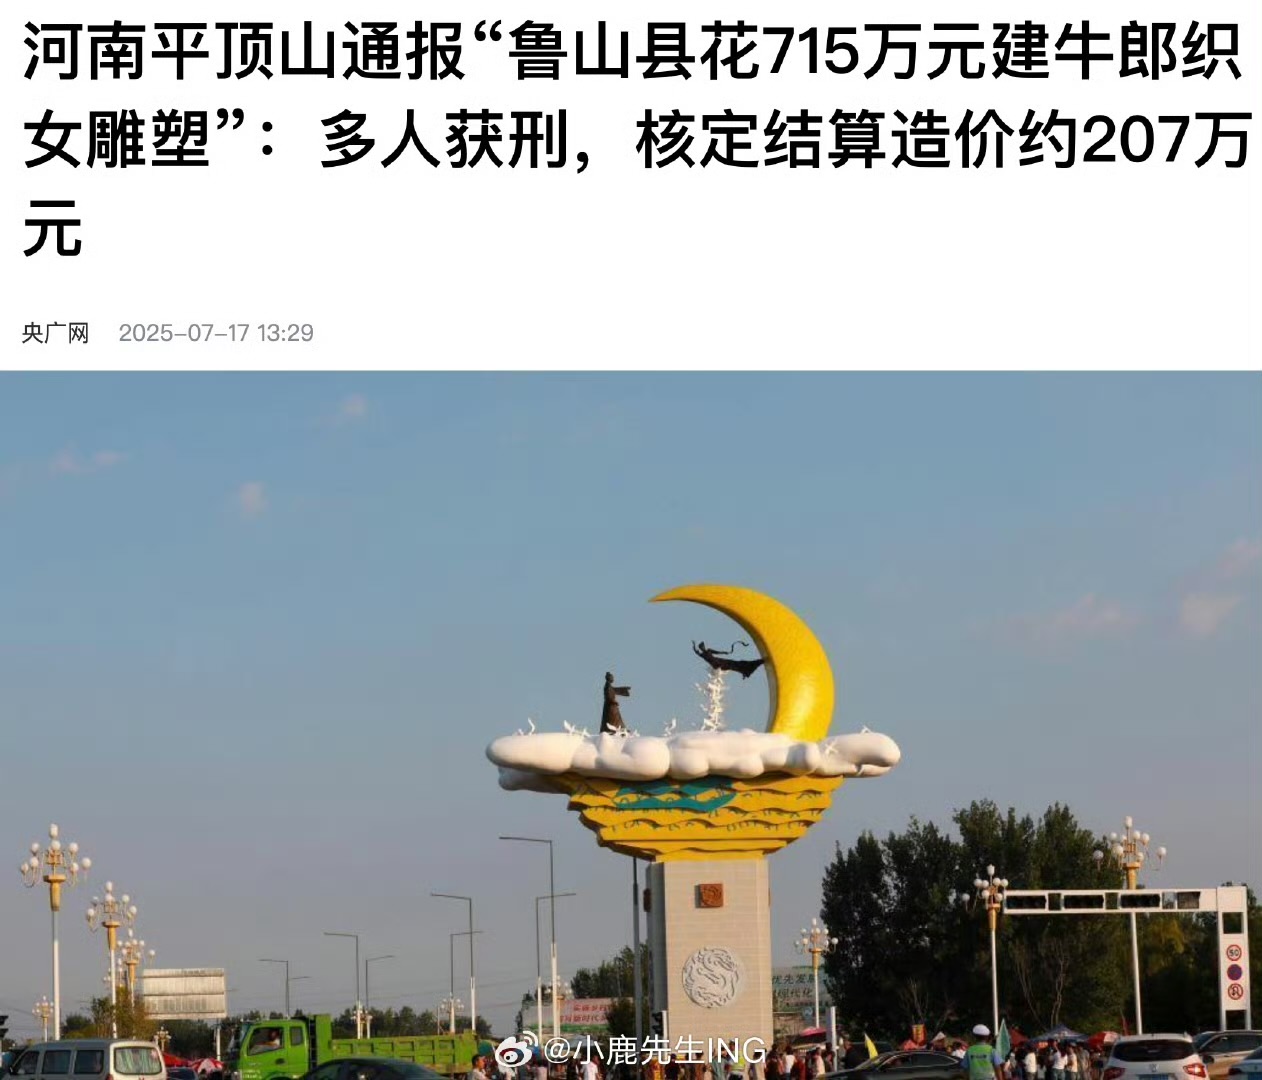 河南平顶山通报“鲁山县花715万元建牛郎织
女雕塑”：多人获刑，核定结算造价约207万
元
央广网 2025-07-17 13:29
@小鹿先生ING